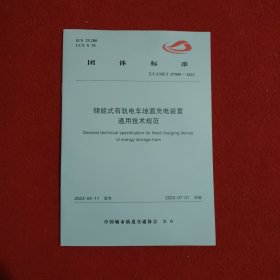 ICS 29.280
CCS S 35
团体标准
T/CAMET 07009—2023
储能式有轨电车地面充电装置
通用技术规范
General technical specification for fixed charging device
of energy storage tram
2023-04-11 发布
2023-07-01 实施
中国城市轨道交通协会 发布